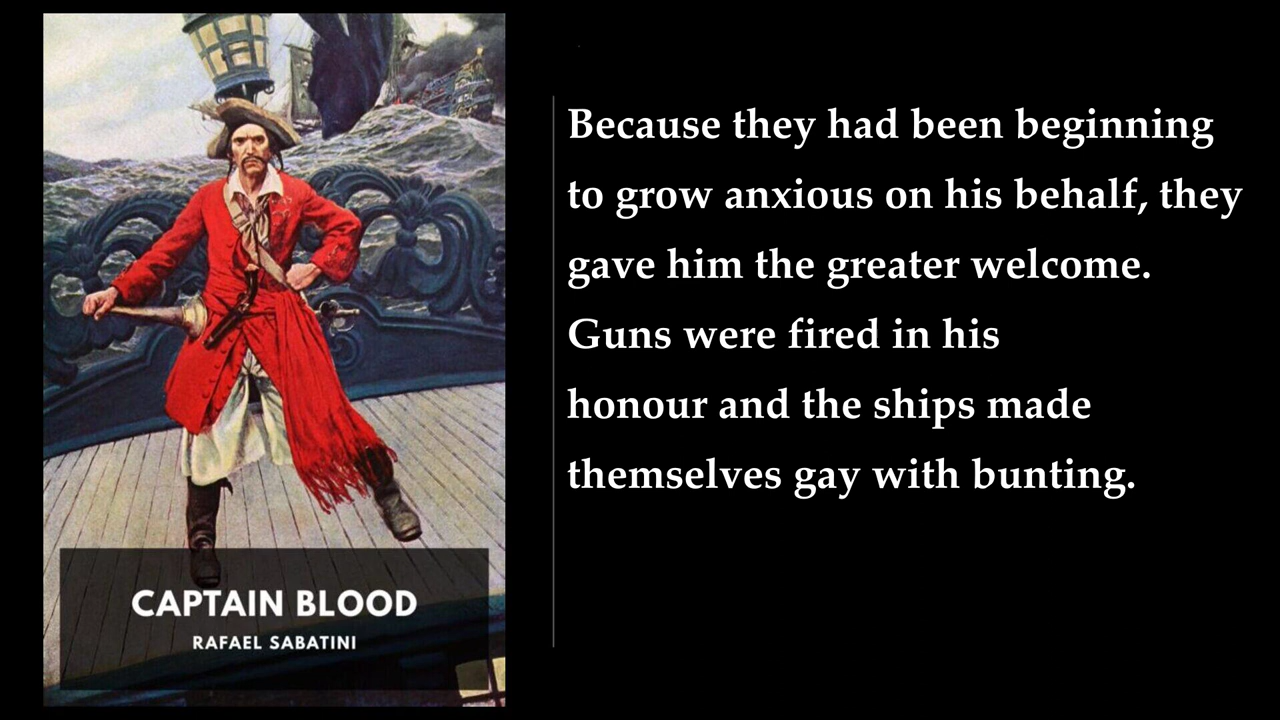 CAPTAIN BLOOD
RAFAEL SABATINI
Because they had been beginning
to grow anxious on his behalf, they
gave him the greater welcome.
Guns were fired in his
honour and the ships made
themselves gay with bunting.